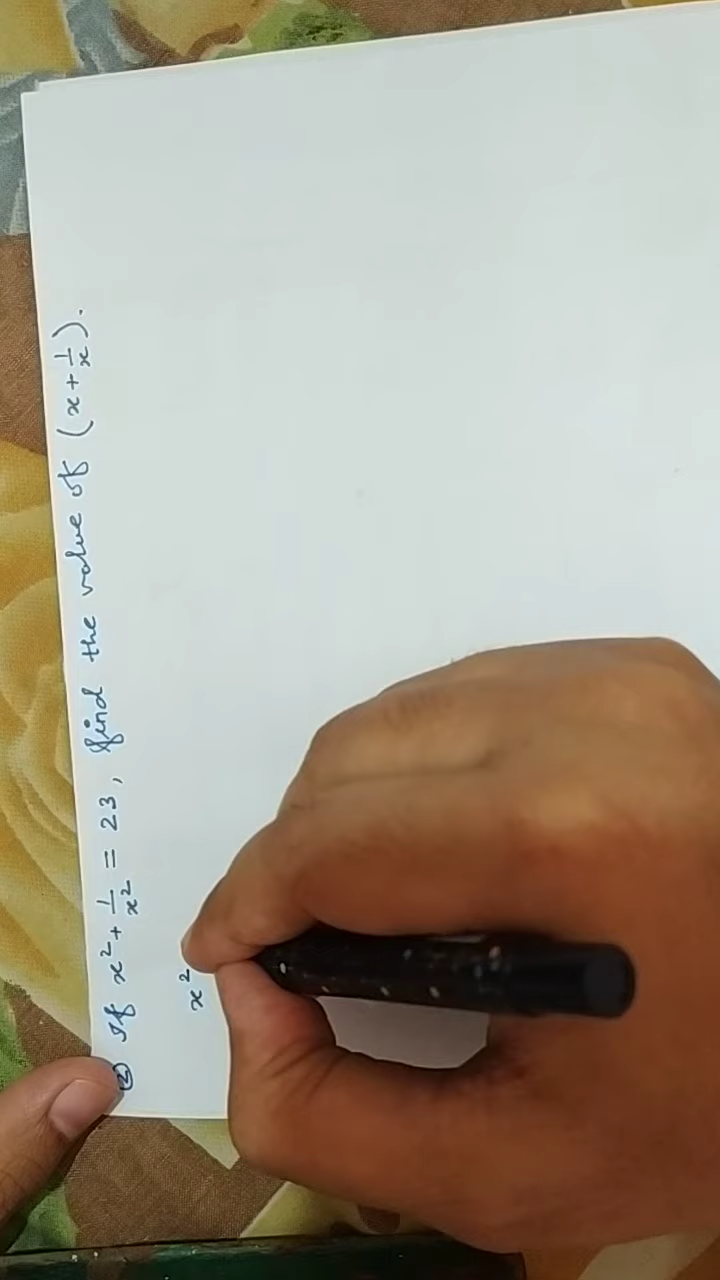 ② If x² + 1/x² = 23, find the value of (x + 1/x).
x²